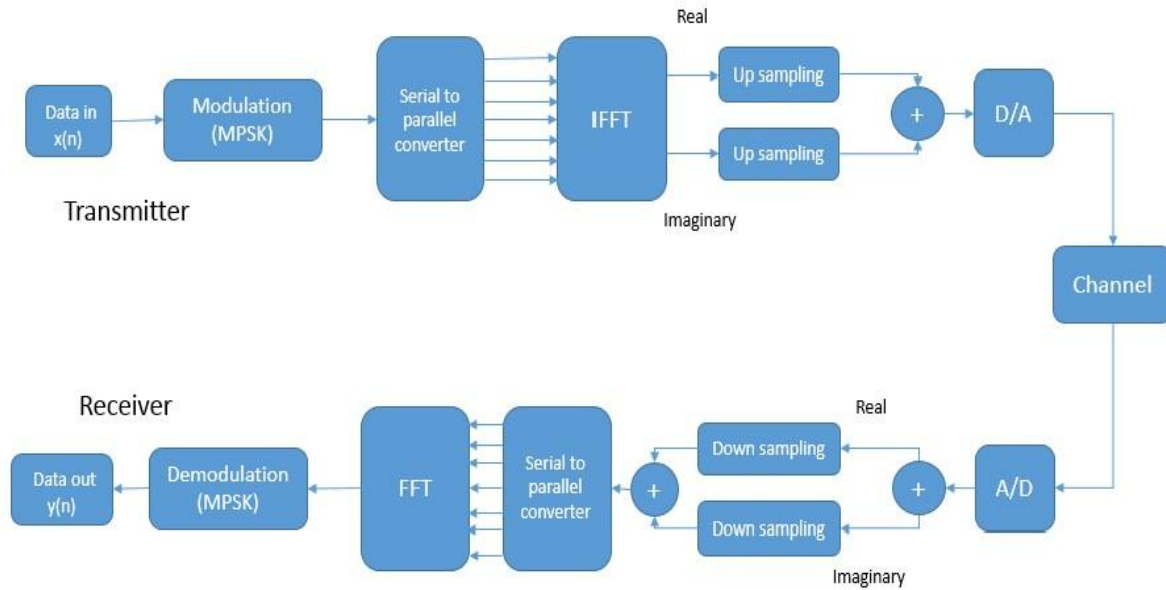 Real
Data in
x(n)
Modulation
(MPSK)
Serial to
parallel
converter
IFFT
Up sampling
+
D/A
Up sampling
Transmitter
Imaginary
Channel
Receiver
Real
Data out
y(n)
Demodulation
(MPSK)
FFT
Serial to
parallel
converter
+
Down sampling
Down sampling
+
A/D
Imaginary